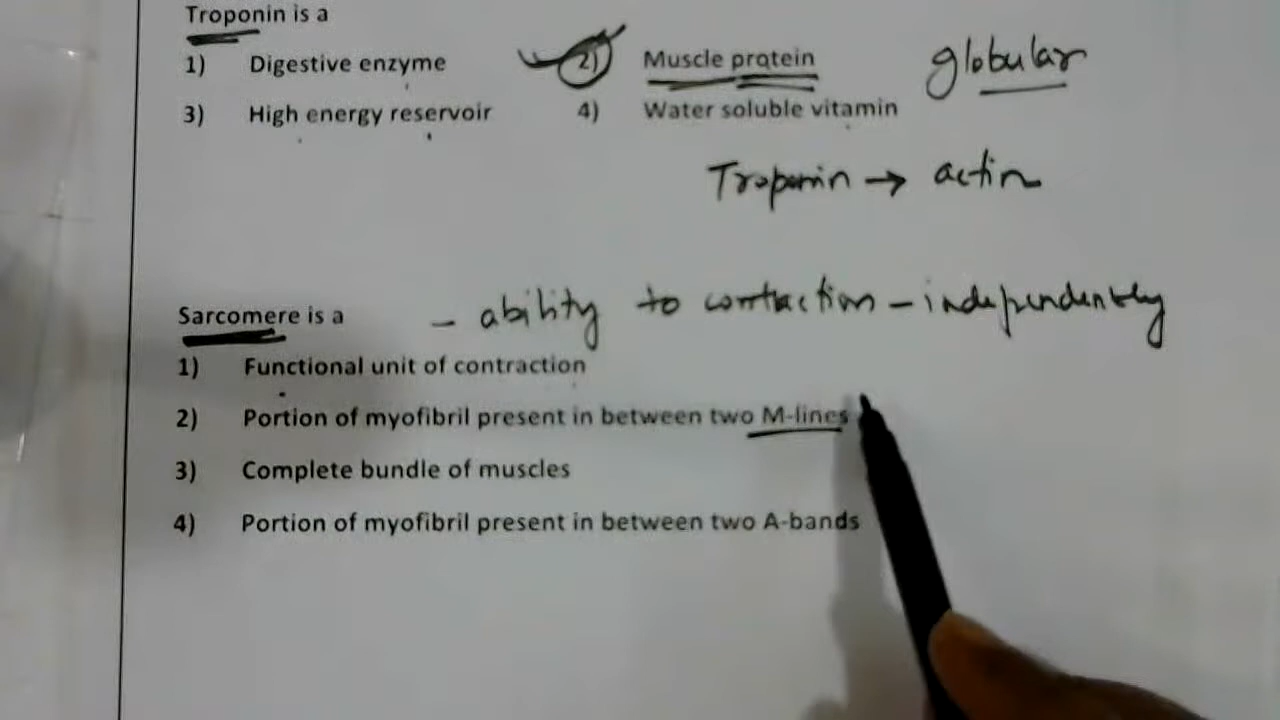 Troponin is a
1) Digestive enzyme 2) Muscle protein globular
3) High energy reservoir 4) Water soluble vitamin
Troponin → actin
Sarcomere is a – ability to contraction – independently
1) Functional unit of contraction
2) Portion of myofibril present in between two M-lines
3) Complete bundle of muscles
4) Portion of myofibril present in between two A-bands